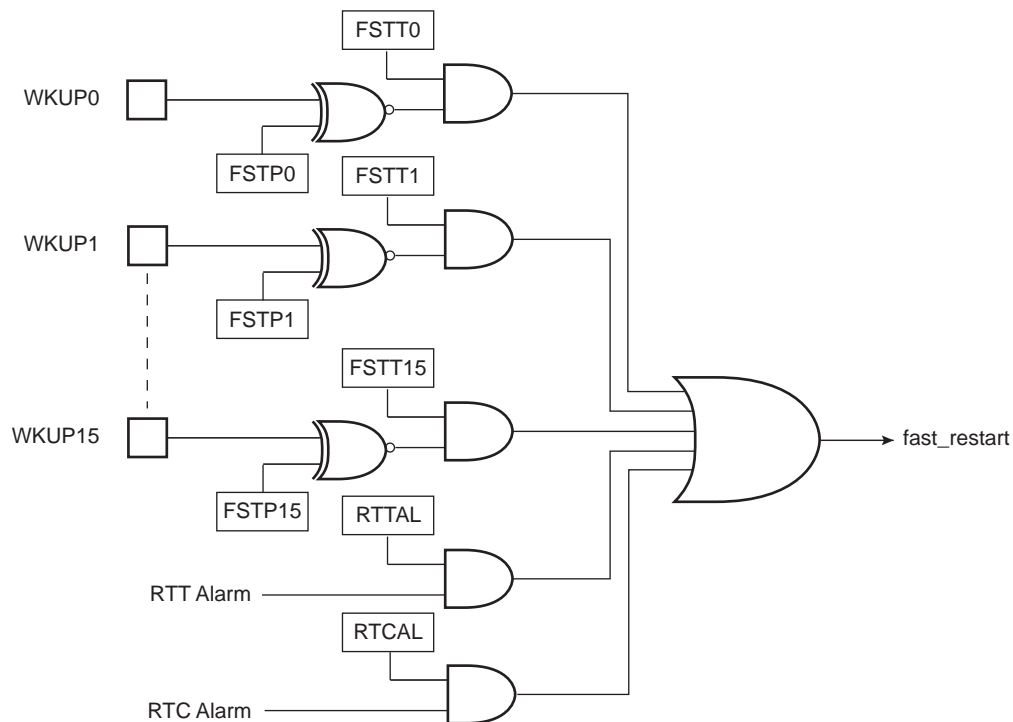 FSTT0
WKUP0
FSTP0
FSTT1
WKUP1
FSTP1
FSTT15
WKUP15
fast_restart
FSTP15
RTTAL
RTT Alarm
RTCAL
RTC Alarm